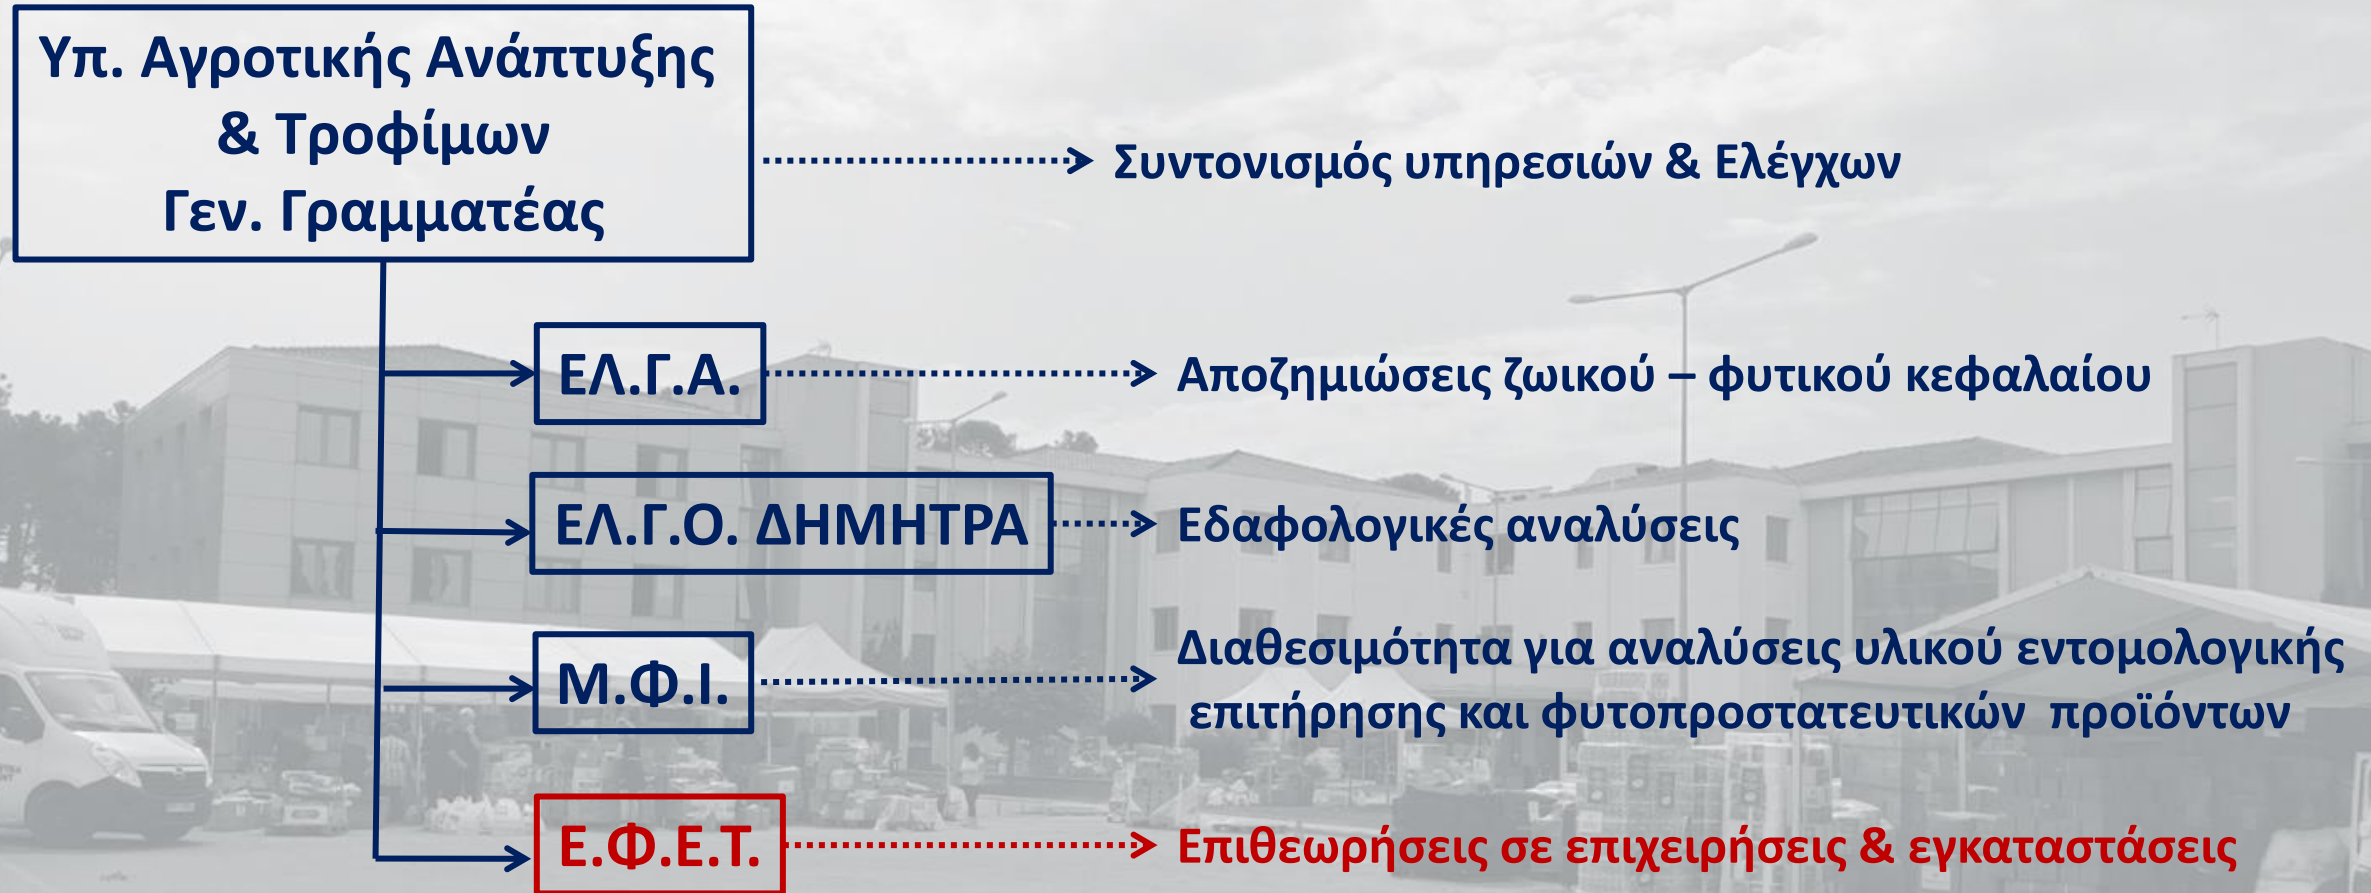 Υπ. Αγροτικής Ανάπτυξης
& Τροφίμων
Γεν. Γραμματέας
Συντονισμός υπηρεσιών & Ελέγχων
ΕΛ.Γ.Α.
Αποζημιώσεις ζωικού – φυτικού κεφαλαίου
ΕΛ.Γ.Ο. ΔΗΜΗΤΡΑ
Εδαφολογικές αναλύσεις
Μ.Φ.Ι.
Διαθεσιμότητα για αναλύσεις υλικού εντομολογικής
επιτήρησης και φυτοπροστατευτικών προϊόντων
Ε.Φ.Ε.Τ.
Επιθεωρήσεις σε επιχειρήσεις & εγκαταστάσεις